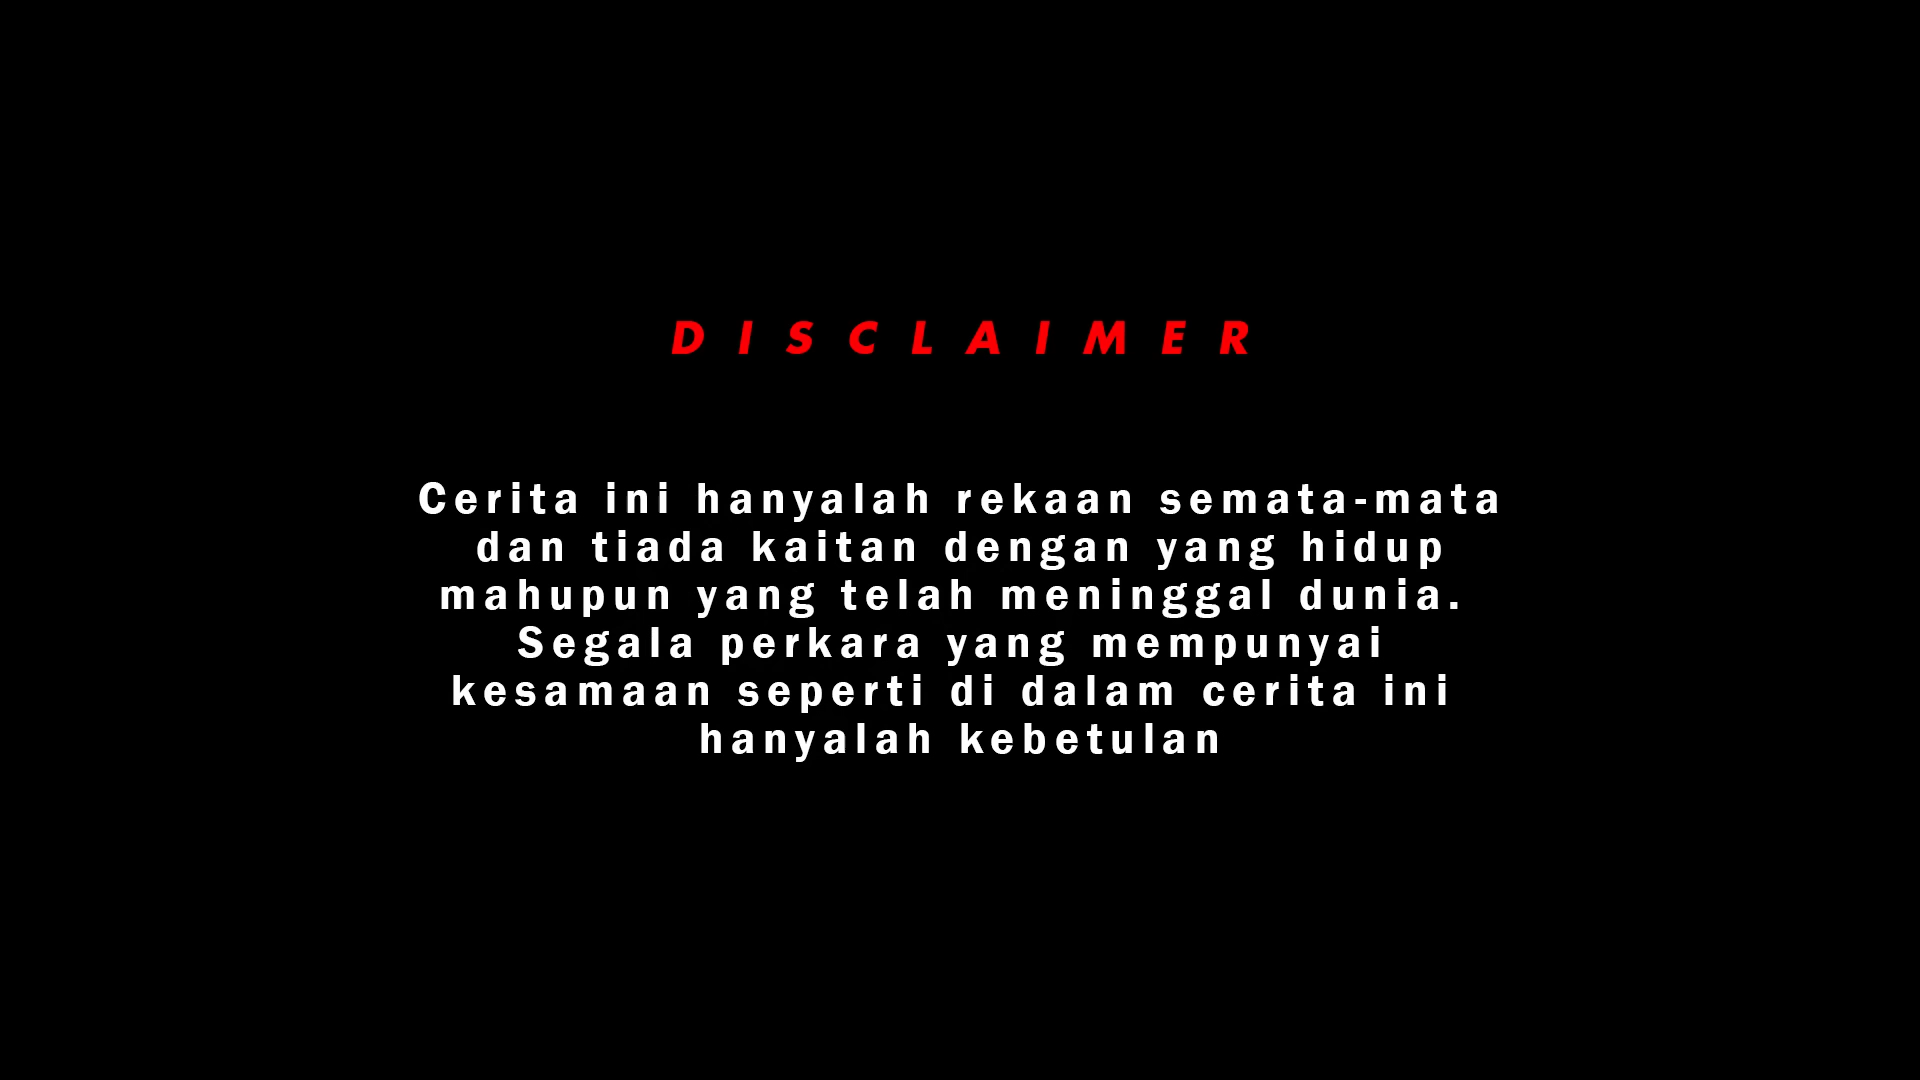 DISCLAIMER
Cerita ini hanyalah rekaan semata-mata
dan tiada kaitan dengan yang hidup
mahupun yang telah meninggal dunia.
Segala perkara yang mempunyai
kesamaan seperti di dalam cerita ini
hanyalah kebetulan